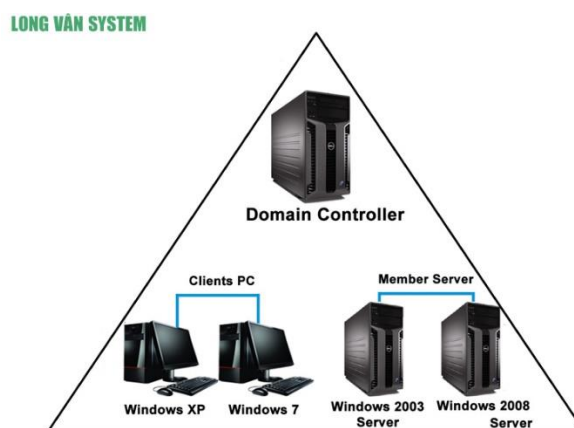 LONG VÂN SYSTEM
Domain Controller
Clients PC
Member Server
Windows XP
Windows 7
Windows 2003
Server
Windows 2008
Server